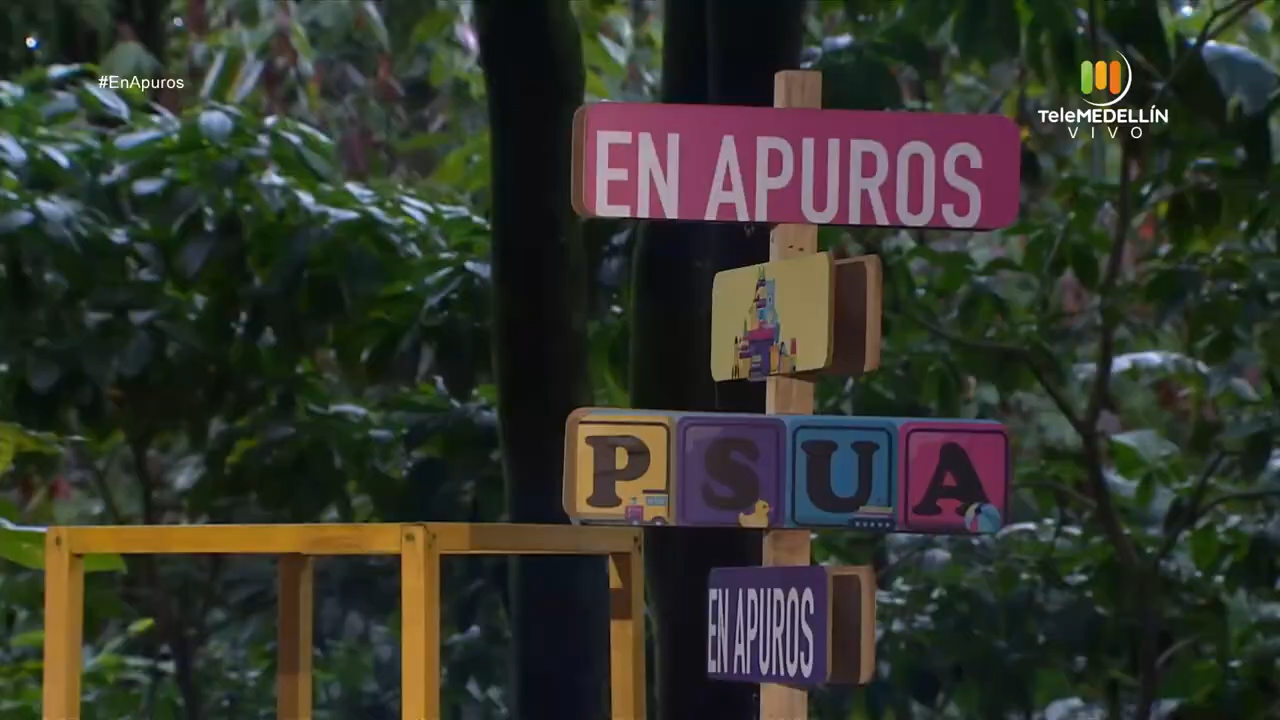 #EnApuros
TeleMEDELLÍN
VIVO
EN APUROS
PSUA
EN APUROS